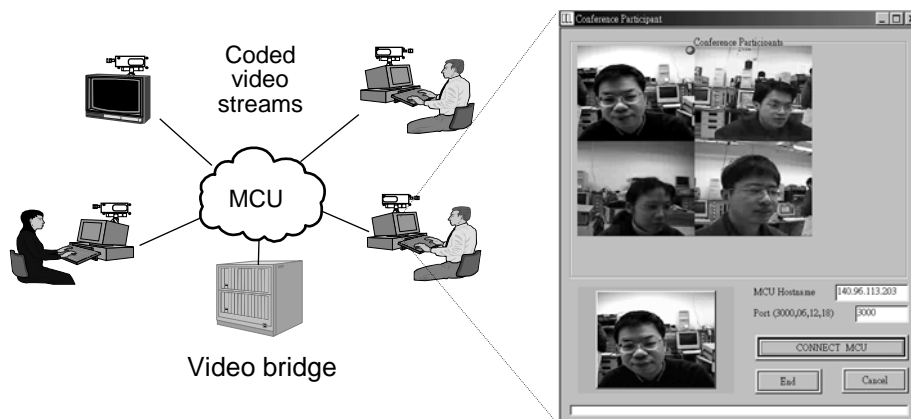 Coded
video
streams
MCU
Video bridge
Conference Participant
Conference Participants
MCU Hostname
140.96.113.203
Port (3000,06,12,18)
3000
CONNECT MCU
End
Cancel